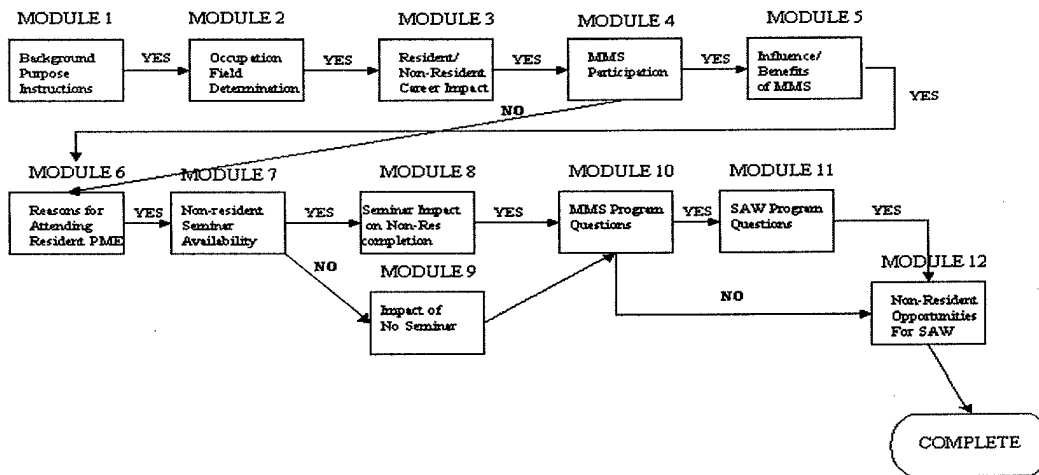 MODULE 1
Background
Purpose
Instructions
YES
MODULE 2
Occupation
Field
Determination
YES
MODULE 3
Resident/
Non-Resident
Career Impact
YES
MODULE 4
MMS
Participation
YES
MODULE 5
Influence/
Benefits
of MMS
YES
NO
MODULE 6
Reasons for
Attending
Resident PME
YES
MODULE 7
Non-resident
Seminar
Availability
YES
NO
MODULE 8
Seminar Impact
on Non-Res
completion
YES
MODULE 9
Impact of
No Seminar
MODULE 10
MMS Program
Questions
YES
NO
MODULE 11
SAW Program
Questions
YES
MODULE 12
Non-Resident
Opportunities
For SAW
COMPLETE